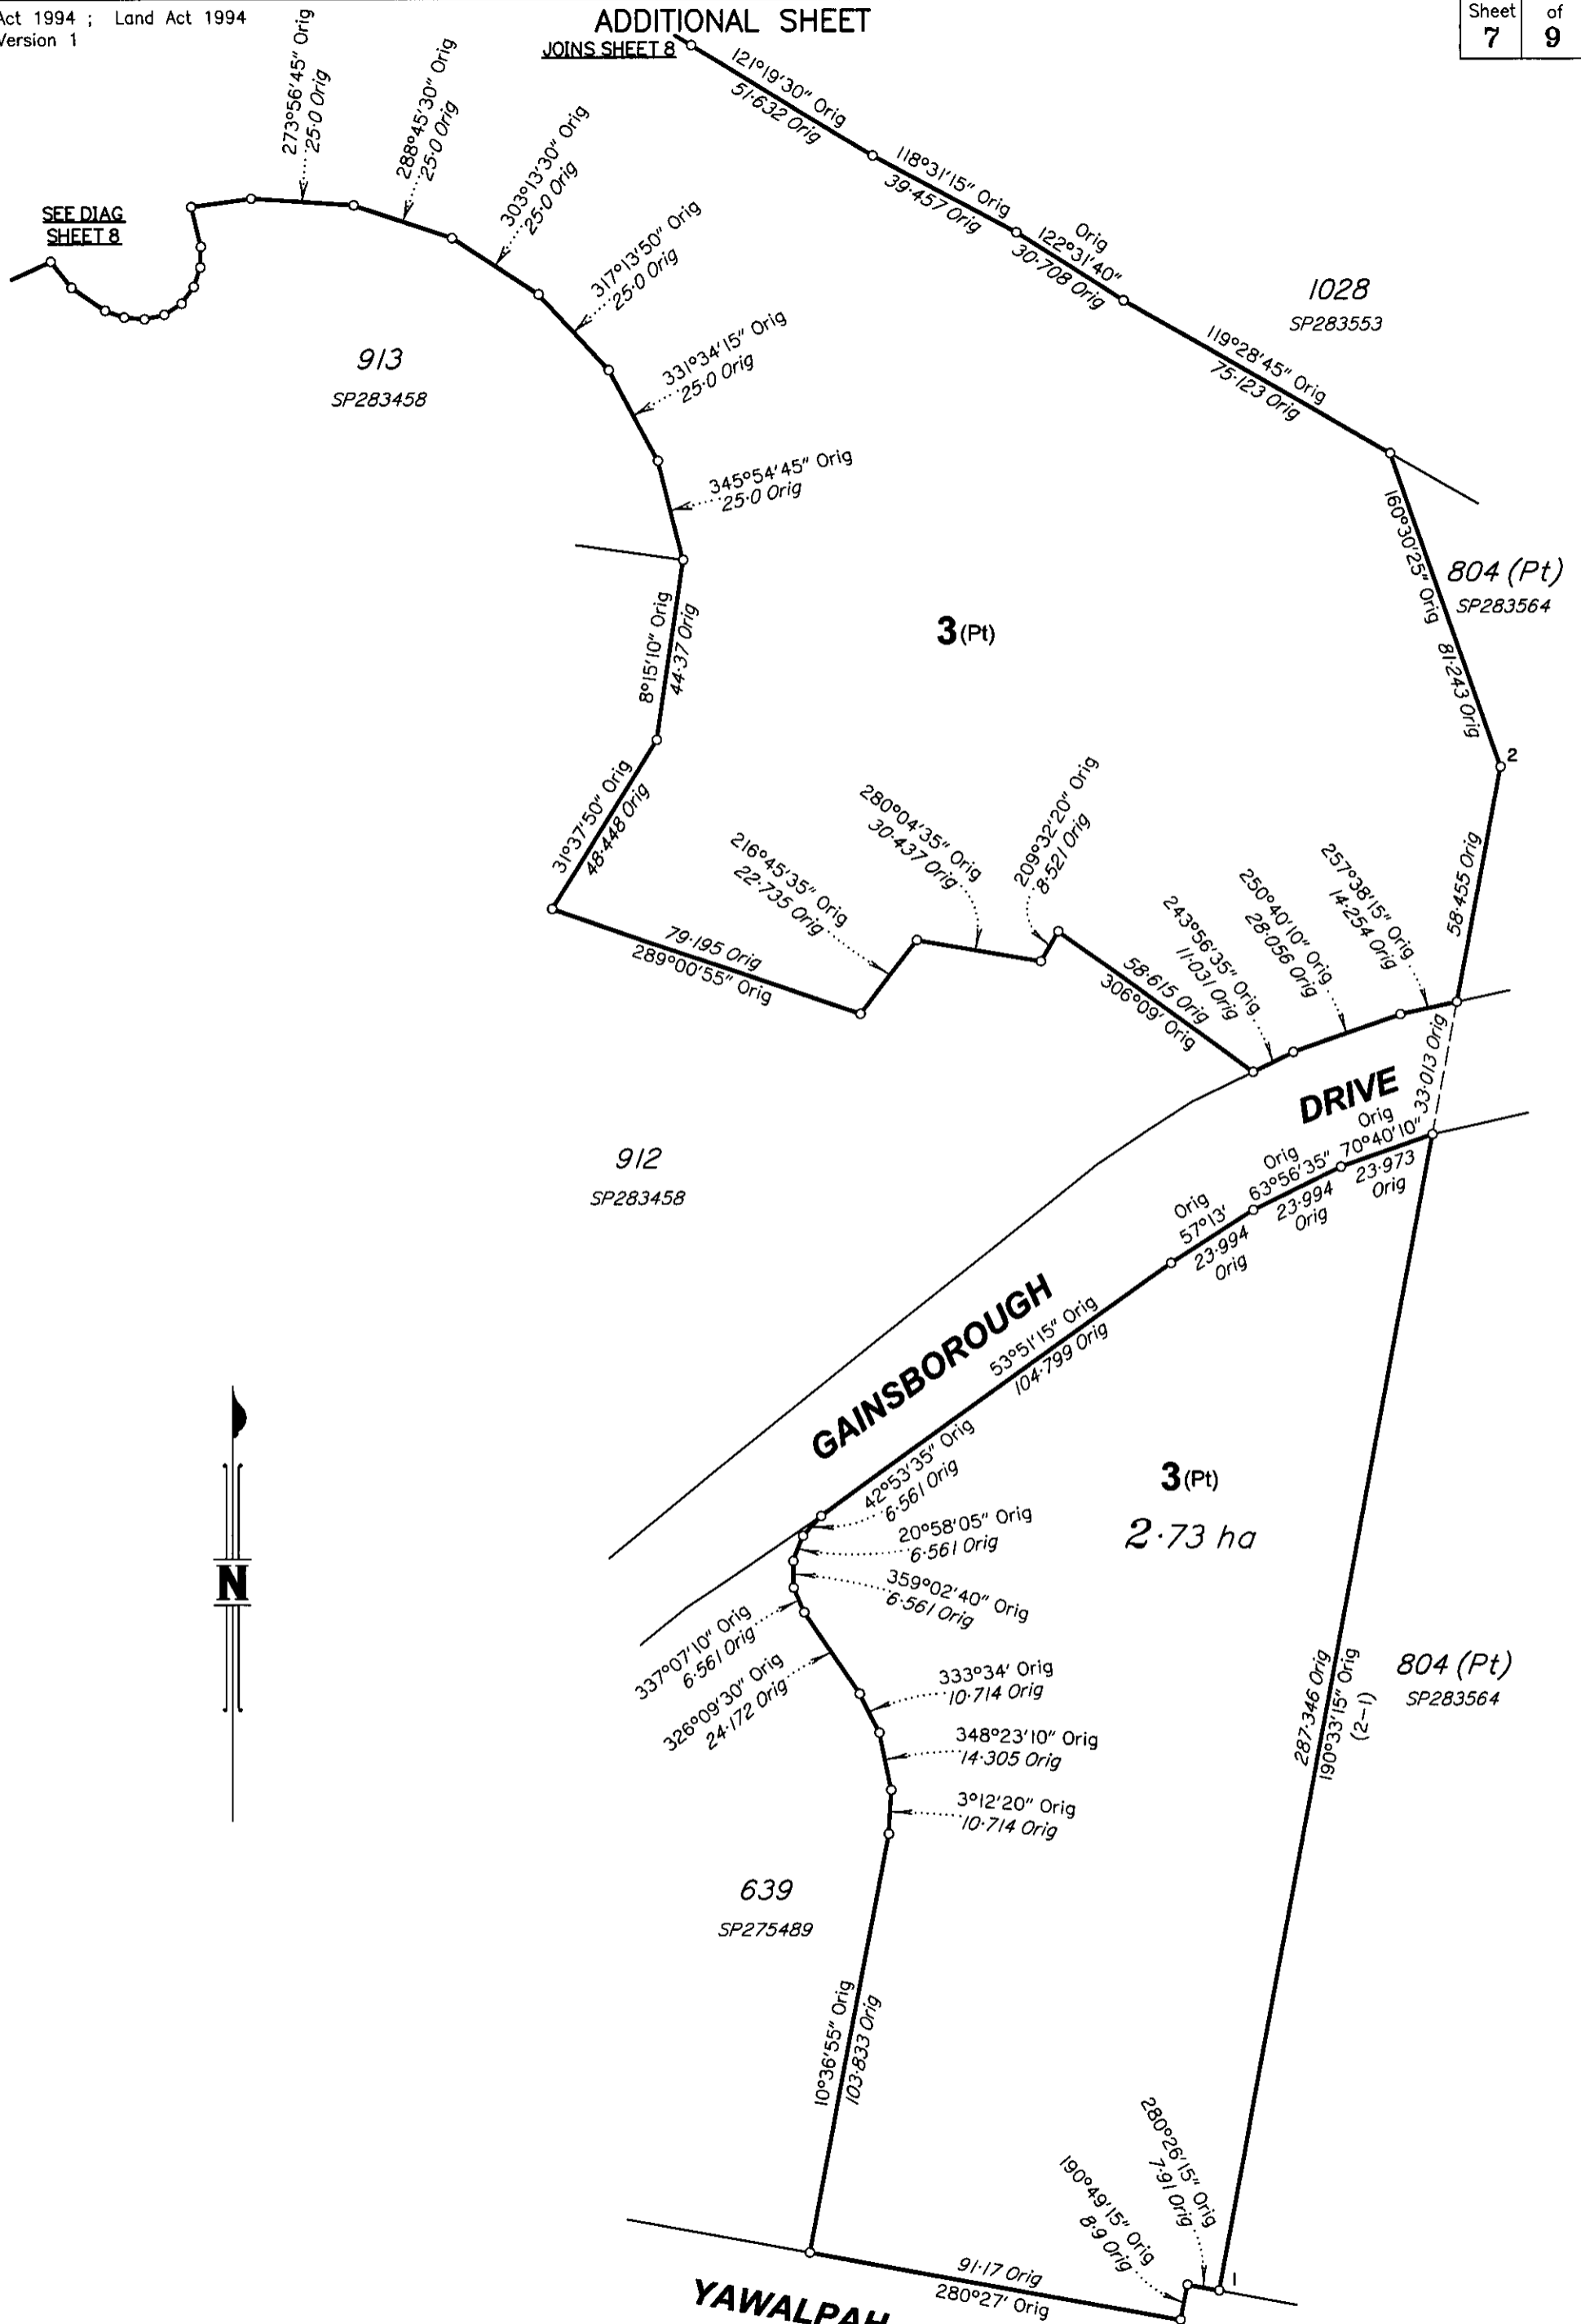 Act 1994 ; Land Act 1994
Version 1
ADDITIONAL SHEET
JOINS SHEET 8
Sheet of
7 9
273°56'45" Orig
25·0 Orig
288°45'30" Orig
25·0 Orig
303°13'30" Orig
25·0 Orig
317°13'50" Orig
25·0 Orig
331°34'15" Orig
25·0 Orig
345°54'45" Orig
25·0 Orig
SEE DIAG
SHEET 8
913
SP283458
121°19'30" Orig
51·632 Orig
118°31'15" Orig
39·457 Orig
Orig
122°31'40"
30·708 Orig
119°28'45" Orig
75·123 Orig
1028
SP283553
160°30'25" Orig
81·243 Orig
804 (Pt)
SP283564
3 (Pt)
8°15'10" Orig
44·37 Orig
2
31°37'50" Orig
48·448 Orig
79·195 Orig
289°00'55" Orig
216°45'35" Orig
22·735 Orig
280°04'35" Orig
30·437 Orig
209°32'20" Orig
8·521 Orig
58·615 Orig
306°09' Orig
243°56'35" Orig
11·031 Orig
250°40'10" Orig
28·056 Orig
257°38'15" Orig
14·254 Orig
58·455 Orig
33·013 Orig
912
SP283458
GAINSBOROUGH DRIVE
Orig
70°40'10"
23·973
Orig
Orig
63°56'35"
23·994
Orig
Orig
57°13'
23·994
Orig
53°51'15" Orig
104·799 Orig
42°53'35" Orig
6·561 Orig
20°58'05" Orig
6·561 Orig
359°02'40" Orig
6·561 Orig
337°07'10" Orig
6·561 Orig
326°09'30" Orig
24·172 Orig
333°34' Orig
10·714 Orig
348°23'10" Orig
14·305 Orig
3°12'20" Orig
10·714 Orig
N
3 (Pt)
2·73 ha
287·346 Orig
190°33'15" Orig
(2-1)
804 (Pt)
SP283564
639
SP275489
10°36'55" Orig
103·833 Orig
280°26'15" Orig
7·91 Orig
190°49'15" Orig
8·9 Orig
1
91·17 Orig
280°27' Orig
YAWALPAH